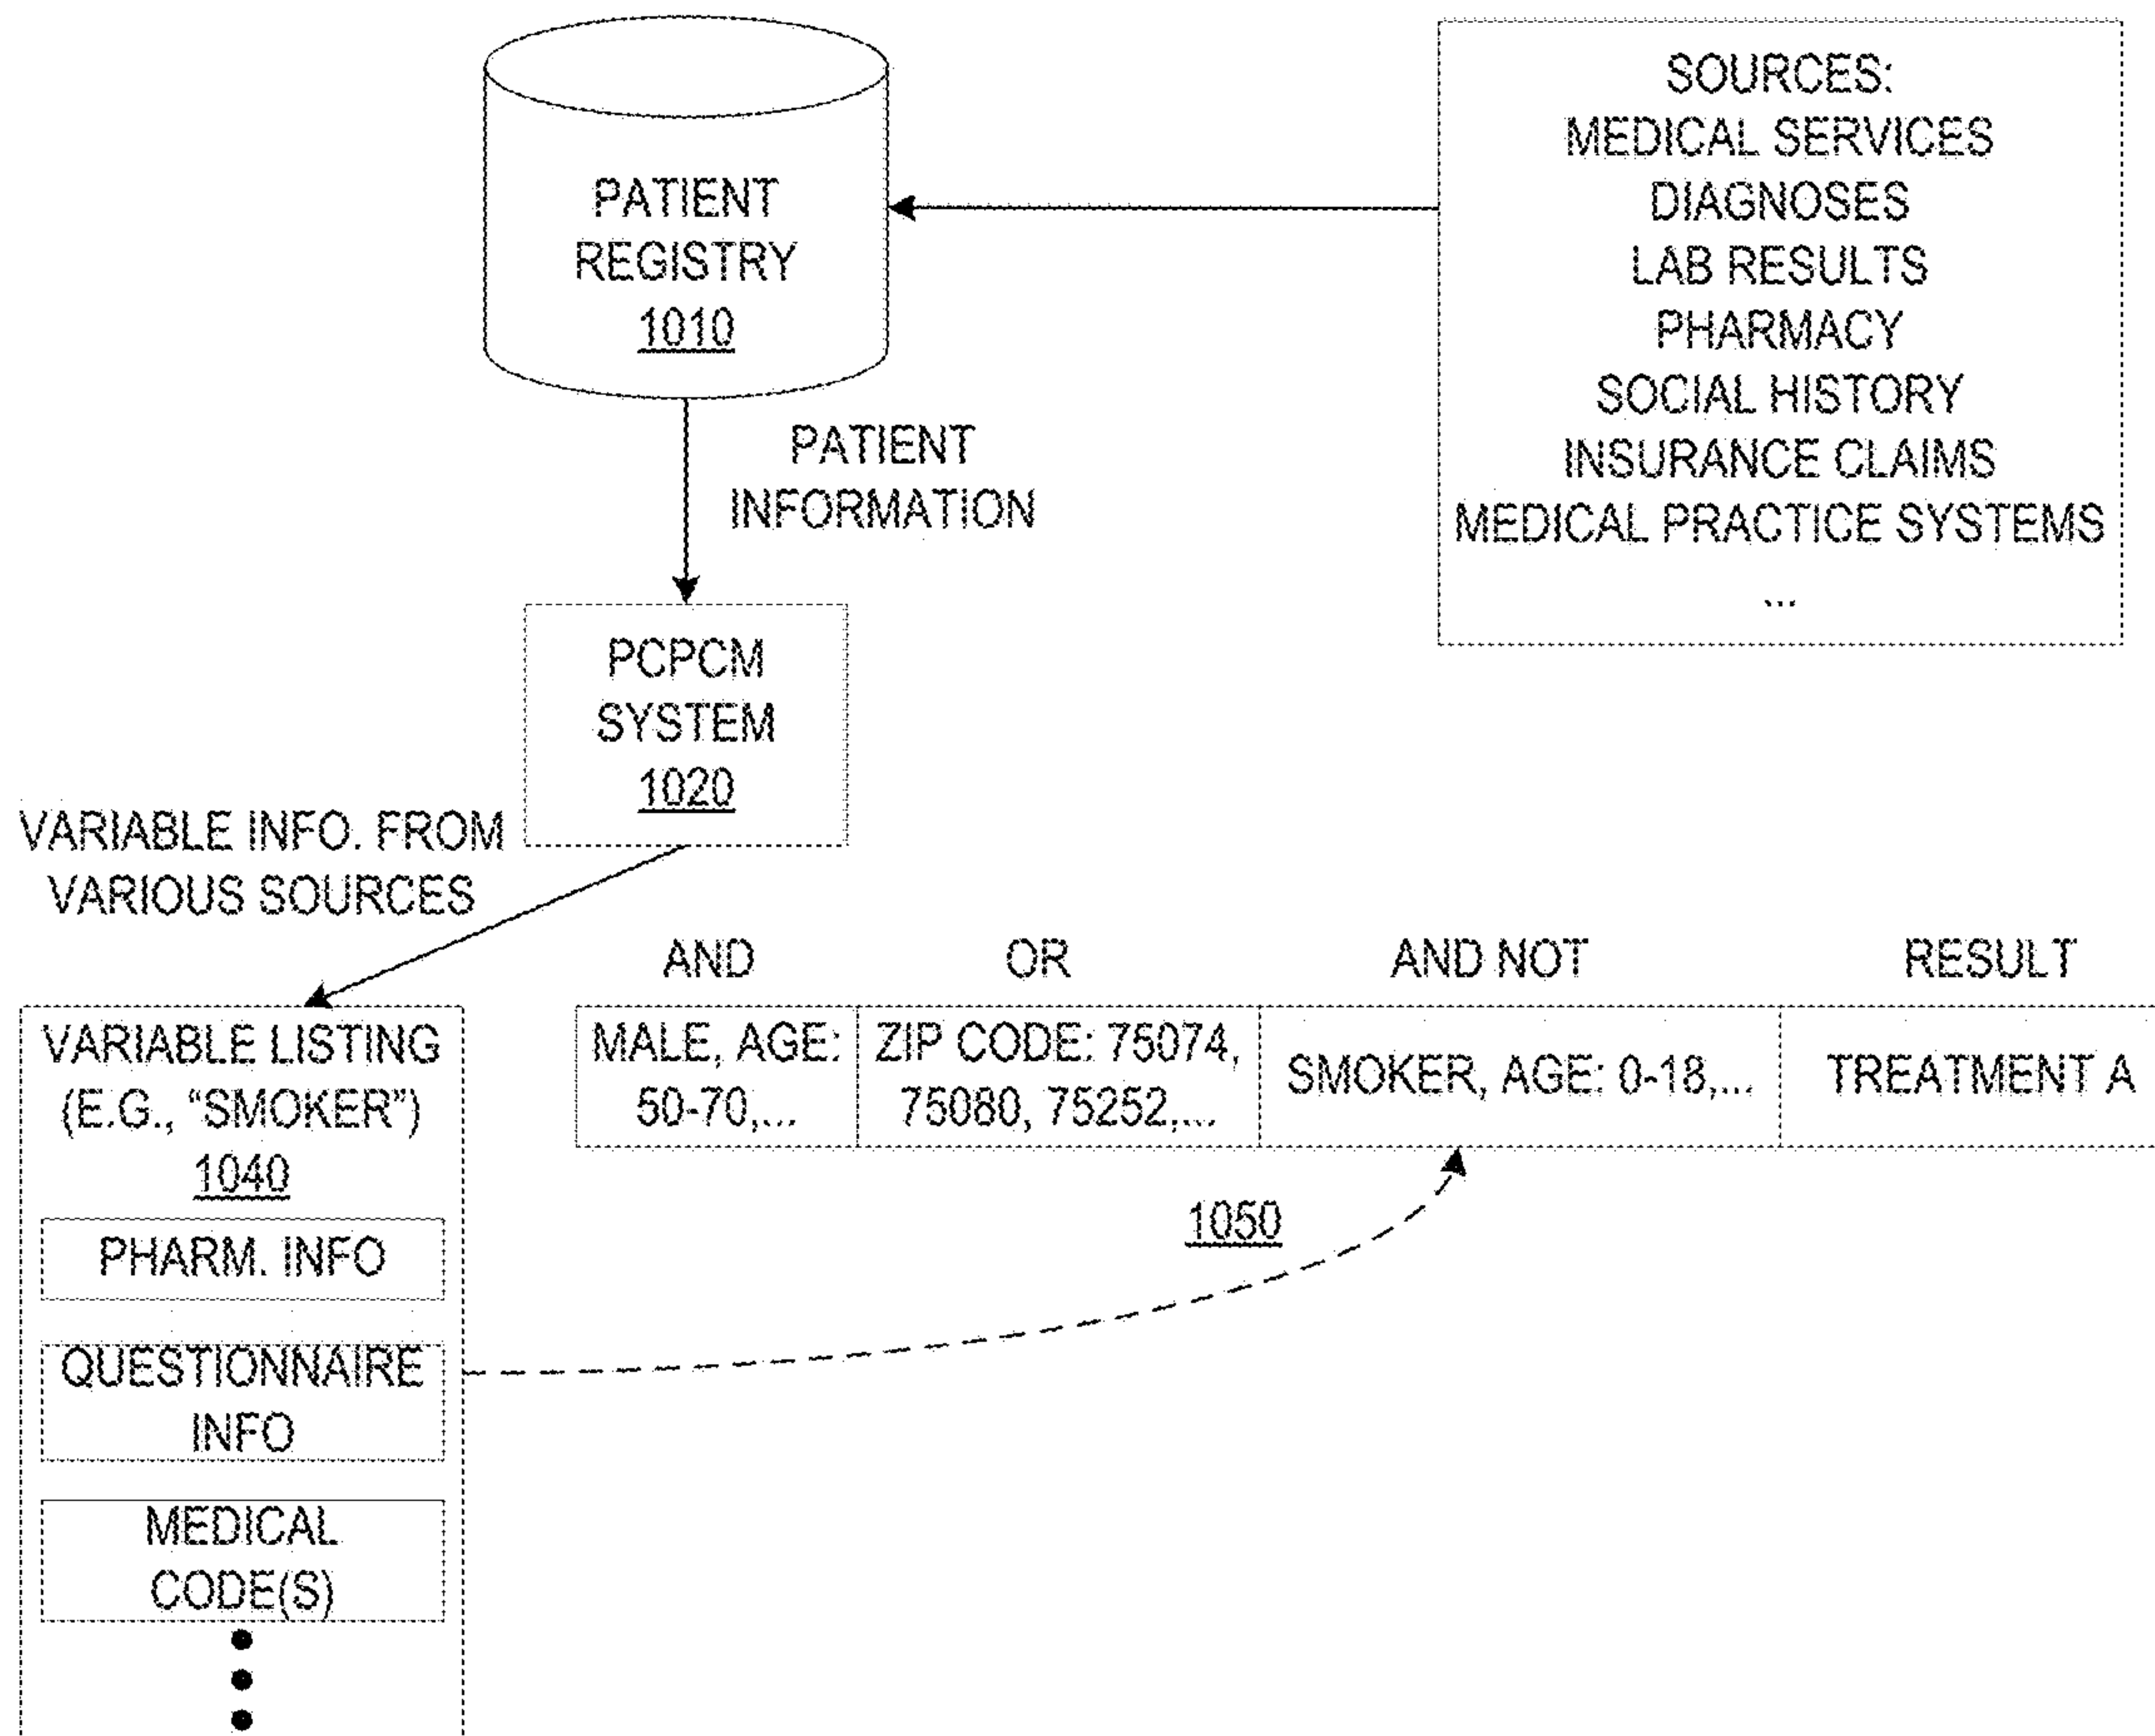 PATIENT
REGISTRY
1010
SOURCES:
MEDICAL SERVICES
DIAGNOSES
LAB RESULTS
PHARMACY
SOCIAL HISTORY
INSURANCE CLAIMS
MEDICAL PRACTICE SYSTEMS
...
PATIENT
INFORMATION
PCPCM
SYSTEM
1020
VARIABLE INFO. FROM
VARIOUS SOURCES
AND
OR
AND NOT
RESULT
MALE, AGE:
50-70,...
ZIP CODE: 75074,
75080, 75252,...
SMOKER, AGE: 0-18,...
TREATMENT A
1050
VARIABLE LISTING
(E.G., “SMOKER”)
1040
PHARM. INFO
QUESTIONNAIRE
INFO
MEDICAL
CODE(S)